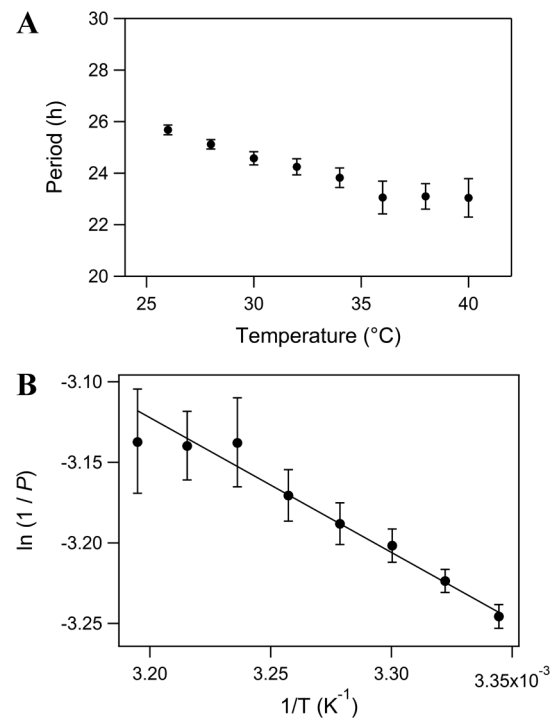 A
30
28
26
24
22
20
Period (h)
25
30
35
40
Temperature (°C)
B
-3.10
-3.15
-3.20
-3.25
ln (1 / P)
3.20
3.25
3.30
3.35x10⁻³
1/T (K⁻¹)